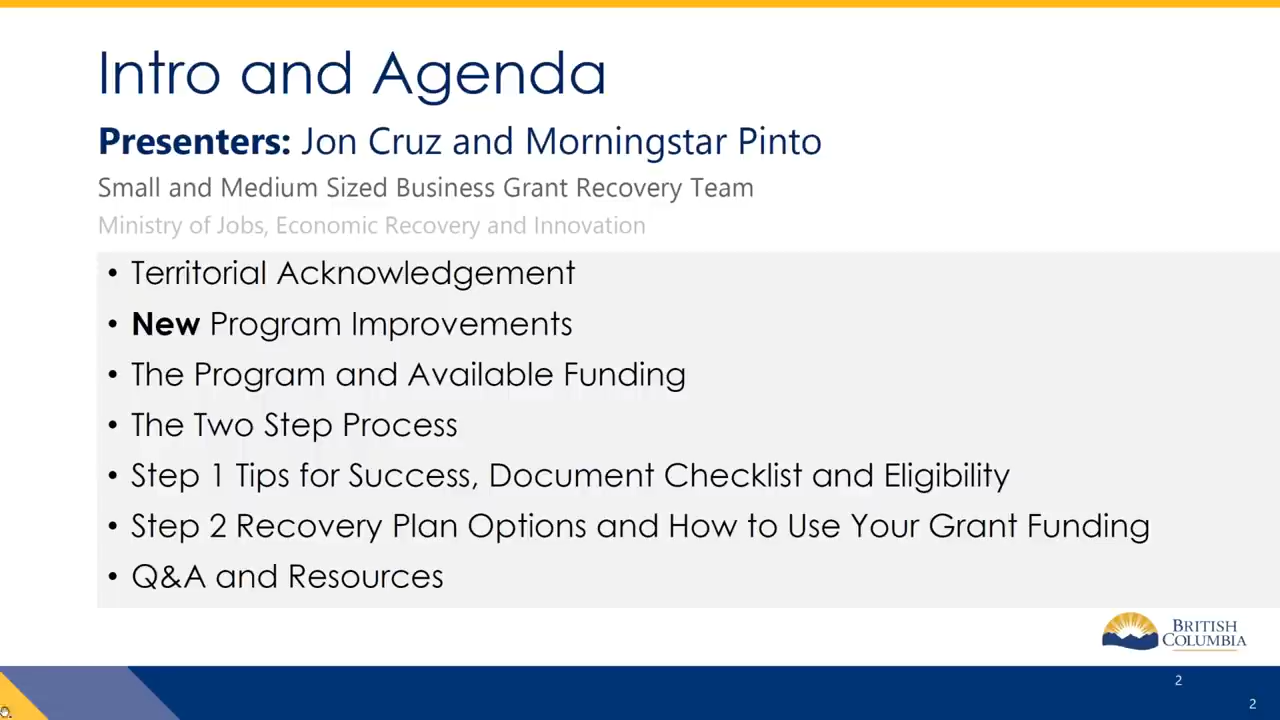 Intro and Agenda
Presenters: Jon Cruz and Morningstar Pinto
Small and Medium Sized Business Grant Recovery Team
Ministry of Jobs, Economic Recovery and Innovation
• Territorial Acknowledgement
• New Program Improvements
• The Program and Available Funding
• The Two Step Process
• Step 1 Tips for Success, Document Checklist and Eligibility
• Step 2 Recovery Plan Options and How to Use Your Grant Funding
• Q&A and Resources
BRITISH
COLUMBIA
2
2